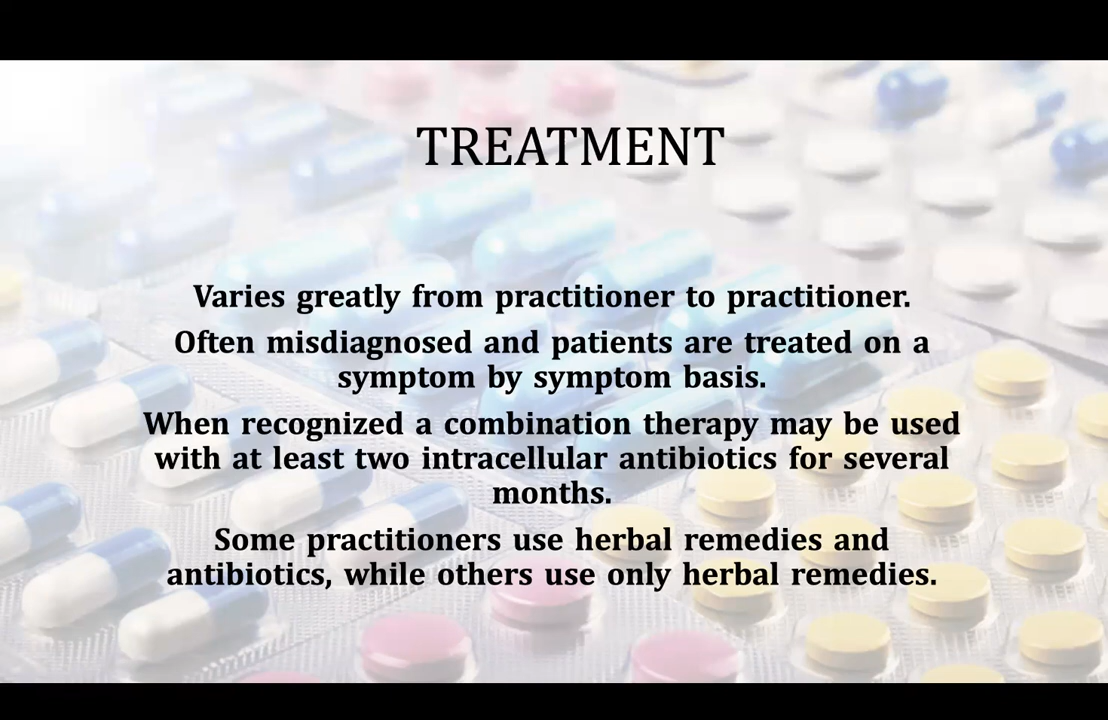 TREATMENT
Varies greatly from practitioner to practitioner.
Often misdiagnosed and patients are treated on a
symptom by symptom basis.
When recognized a combination therapy may be used
with at least two intracellular antibiotics for several
months.
Some practitioners use herbal remedies and
antibiotics, while others use only herbal remedies.